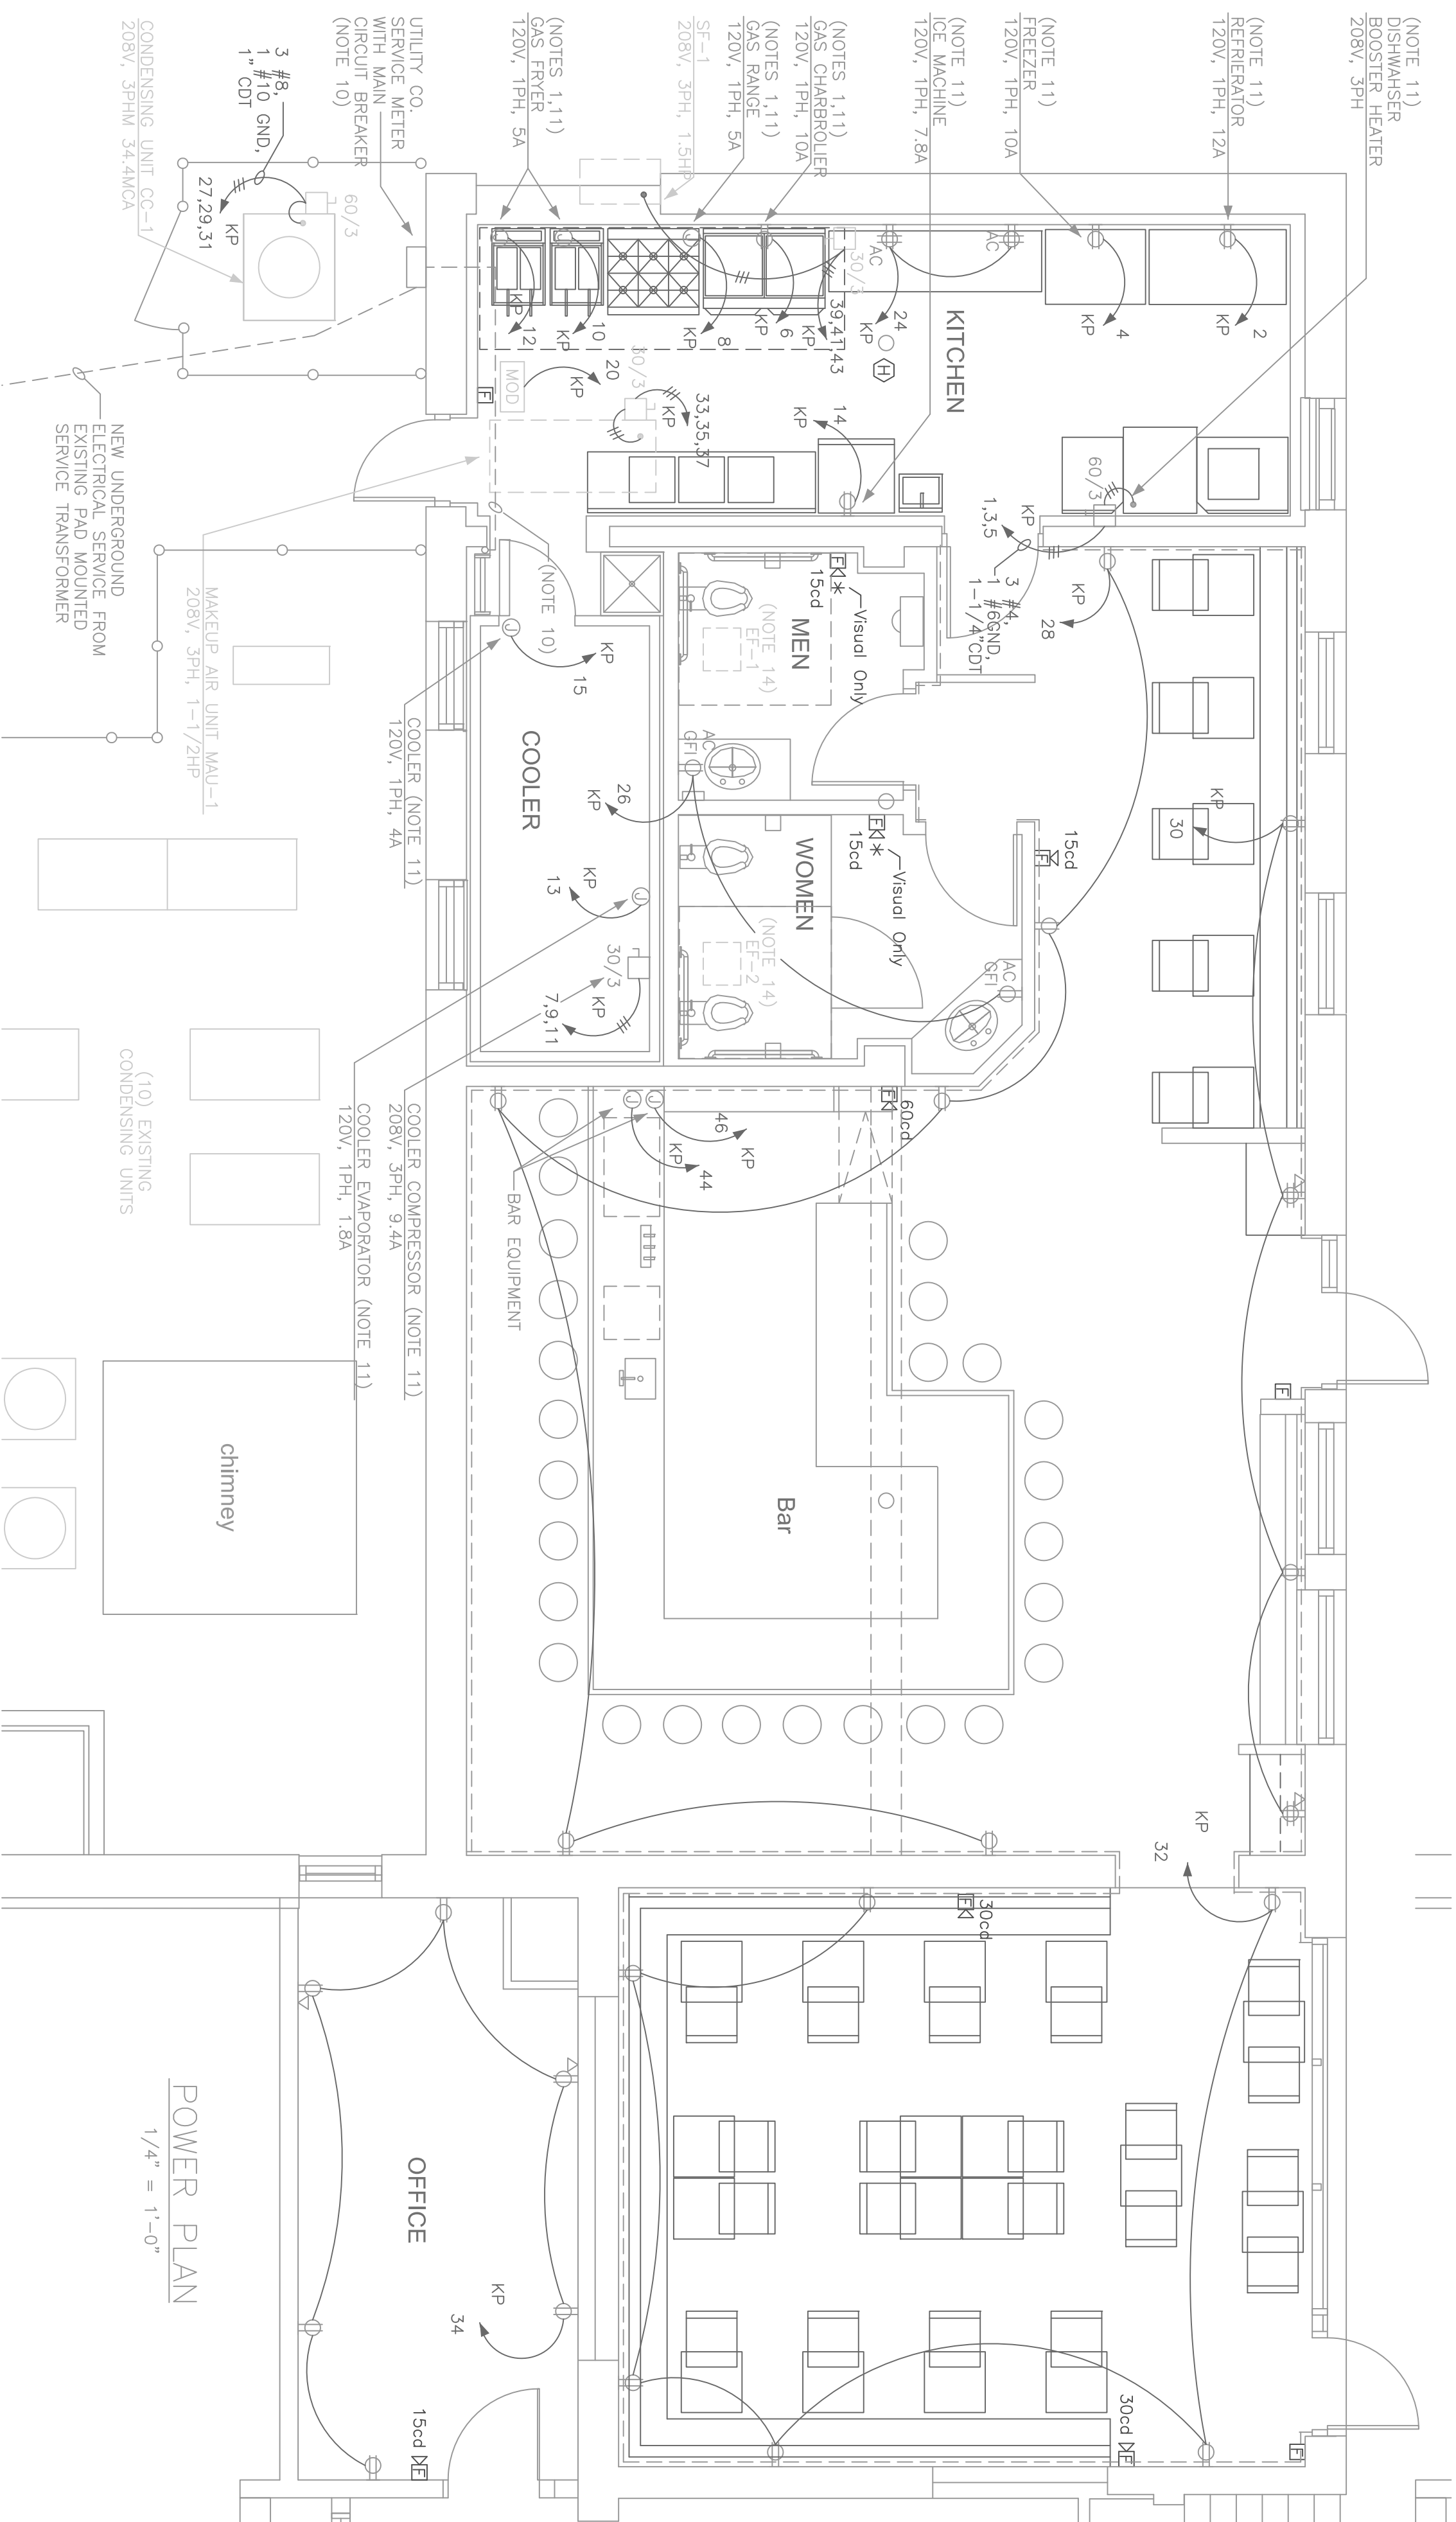 (NOTE 11)
DISHWAHSER
BOOSTER HEATER
208V, 3PH
(NOTE 11)
REFRIERATOR
120V, 1PH, 12A
(NOTE 11)
FREEZER
120V, 1PH, 10A
(NOTE 11)
ICE MACHINE
120V, 1PH, 7.8A
(NOTES 1,11)
GAS CHARBROLIER
120V, 1PH, 10A
(NOTES 1,11)
GAS RANGE
120V, 1PH, 5A
SF-1
208V, 3PH, 1.5HP
(NOTES 1,11)
GAS FRYER
120V, 1PH, 5A
UTILITY CO.
SERVICE METER
WITH MAIN
CIRCUIT BREAKER
(NOTE 10)
3 #8,
1 #10 GND,
1" CDT
CONDENSING UNIT CC-1
208V, 3PHM 34.4MCA
60/3
KP
27,29,31
NEW UNDERGROUND
ELECTRICAL SERVICE FROM
EXISTING PAD MOUNTED
SERVICE TRANSFORMER
KITCHEN
2
KP
4
KP
AC
AC
24
KP
H
30/3
39,41,43
KP
6
KP
8
KP
10
KP
12
KP
20
KP
MOD
F
30/3
33,35,37
KP
14
KP
60/3
KP
1,3,5
3 #4,
1 #6GND,
1-1/4"CDT
KP
28
15cd
F
Visual Only
MEN
(NOTE 14)
EF-1
(NOTE 10)
J
KP
15
COOLER
AC
GFI
26
KP
15cd
F
Visual Only
WOMEN
(NOTE 14)
EF-2
15cd
F
AC
GFI
KP
30
J
KP
13
30/3
KP
7,9,11
MAKEUP AIR UNIT MAU-1
208V, 3PH, 1-1/2HP
COOLER (NOTE 11)
120V, 1PH, 4A
COOLER COMPRESSOR (NOTE 11)
208V, 3PH, 9.4A
COOLER EVAPORATOR (NOTE 11)
120V, 1PH, 1.8A
(10) EXISTING
CONDENSING UNITS
60cd
F
J
J
46
KP
44
KP
BAR EQUIPMENT
Bar
F
chimney
KP
32
30cd
F
OFFICE
KP
34
15cd
F
30cd
F
F
POWER PLAN
1/4" = 1'-0"